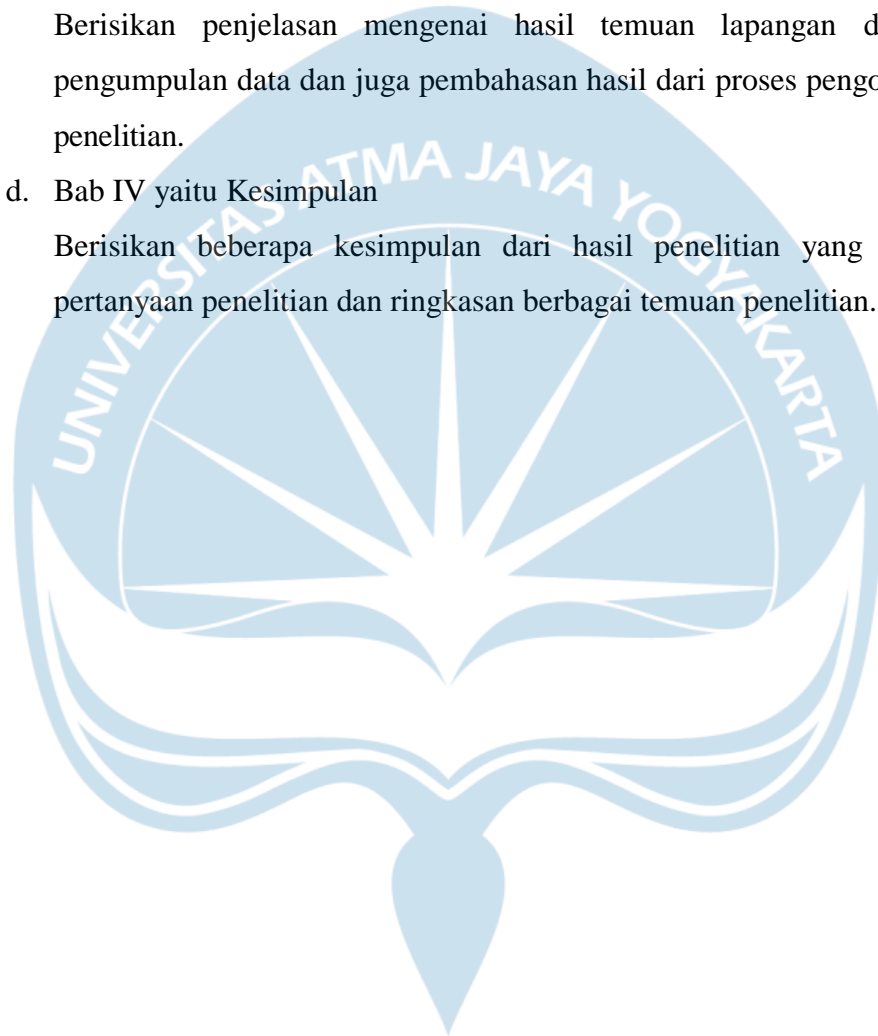 Berisikan penjelasan mengenai hasil temuan lapangan
pengumpulan data dan juga pembahasan hasil dari proses
penelitian.
d. Bab IV yaitu Kesimpulan
Berisikan beberapa kesimpulan dari hasil penelitian yang
pertanyaan penelitian dan ringkasan berbagai temuan penelitian.
UNIVERSITAS ATMA JAYA YOGYAKARTA